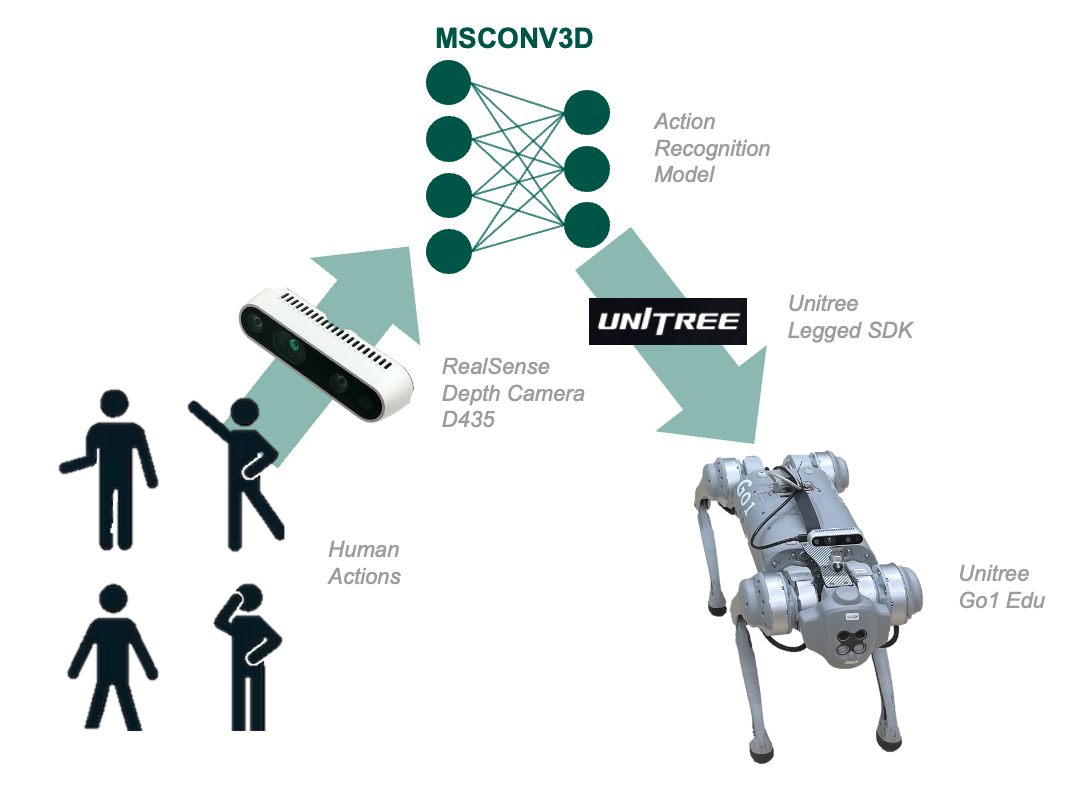 MSCONV3D
Action
Recognition
Model
UNITREE
Unitree
Legged SDK
RealSense
Depth Camera
D435
Human
Actions
Go1
Unitree
Go1 Edu